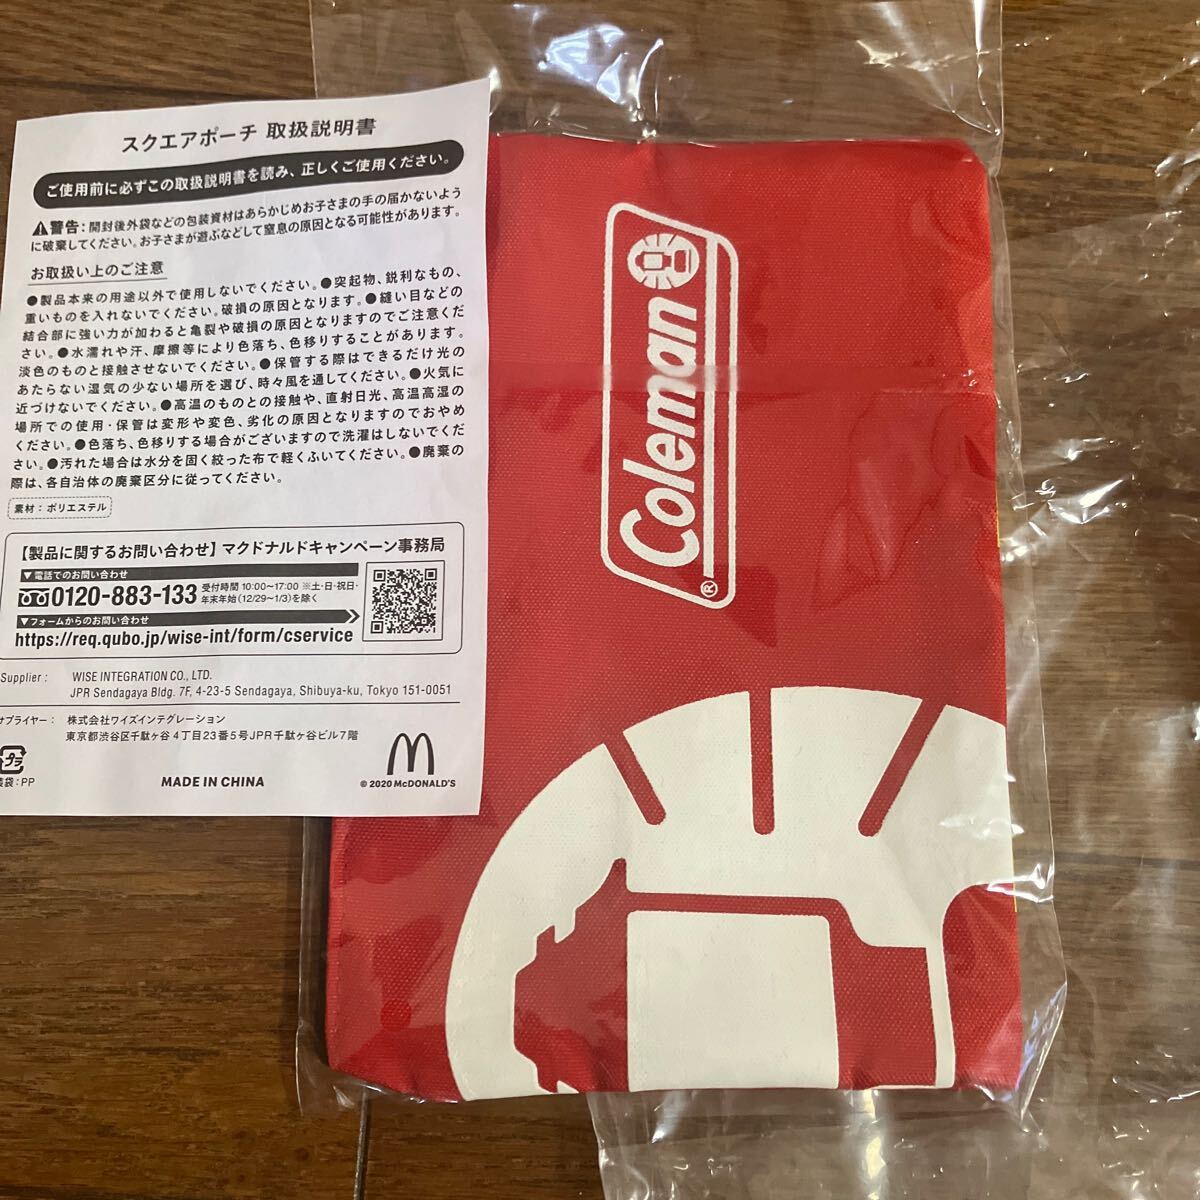 スクエアポーチ 取扱説明書
ご使用前に必ずこの取扱説明書を読み、正しくご使用ください。
⚠警告: 開封後外袋などの包装資材はあらかじめお子さまの手の届かないよう
に破棄してください。お子さまが遊ぶなどして窒息の原因となる可能性があります。
お取扱い上のご注意
●製品本来の用途以外で使用しないでください。●突起物、鋭利なもの、
重いものを入れないでください。破損の原因となります。●縫い目などの
結合部に強い力が加わると亀裂や破損の原因となりますのでご注意くだ
さい。●水濡れや汗、摩擦等により色落ち、色移りすることがあります。
淡色のものと接触させないでください。●保管する際はできるだけ光の
あたらない湿気の少ない場所を選び、時々風を通してください。●火気に
近づけないでください。●高温のものとの接触や、直射日光、高温高湿の
場所での使用・保管は変形や変色、劣化の原因となりますのでおやめ
ください。●色落ち、色移りする場合がございますので洗濯はしないでくだ
さい。●汚れた場合は水分を固く絞った布で軽くふいてください。●廃棄の
際は、各自治体の廃棄区分に従ってください。
素材：ポリエステル
【製品に関するお問い合わせ】マクドナルドキャンペーン事務局
▼電話でのお問い合わせ
0120-883-133 受付時間 10:00〜17:00 ※土・日・祝日・
年末年始(12/29〜1/3)を除く
▼フォームからのお問い合わせ
https://req.qubo.jp/wise-int/form/cservice
Supplier : WISE INTEGRATION CO., LTD.
JPR Sendagaya Bldg. 7F, 4-23-5 Sendagaya, Shibuya-ku, Tokyo 151-0051
サプライヤー： 株式会社ワイズインテグレーション
東京都渋谷区千駄ヶ谷4丁目23番5号JPR千駄ヶ谷ビル7階
プラ
装袋：PP
MADE IN CHINA
© 2020 McDONALD'S
Coleman®